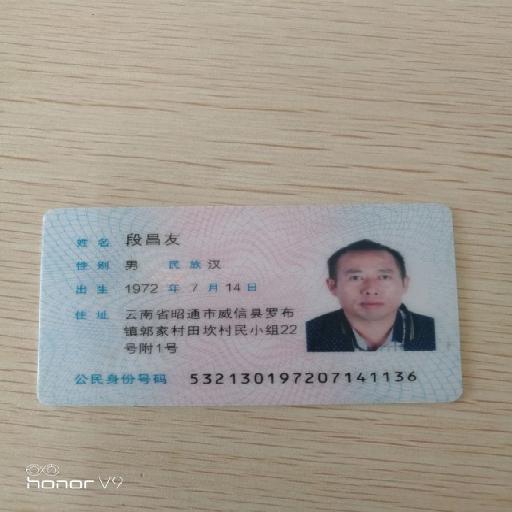 姓名 段昌友
性别 男 民族 汉
出生 1972 年 7 月 14 日
住址 云南省昭通市威信县罗布
镇郭家村田坎村民小组22
号附1号
公民身份号码 532130197207141136
honor V9